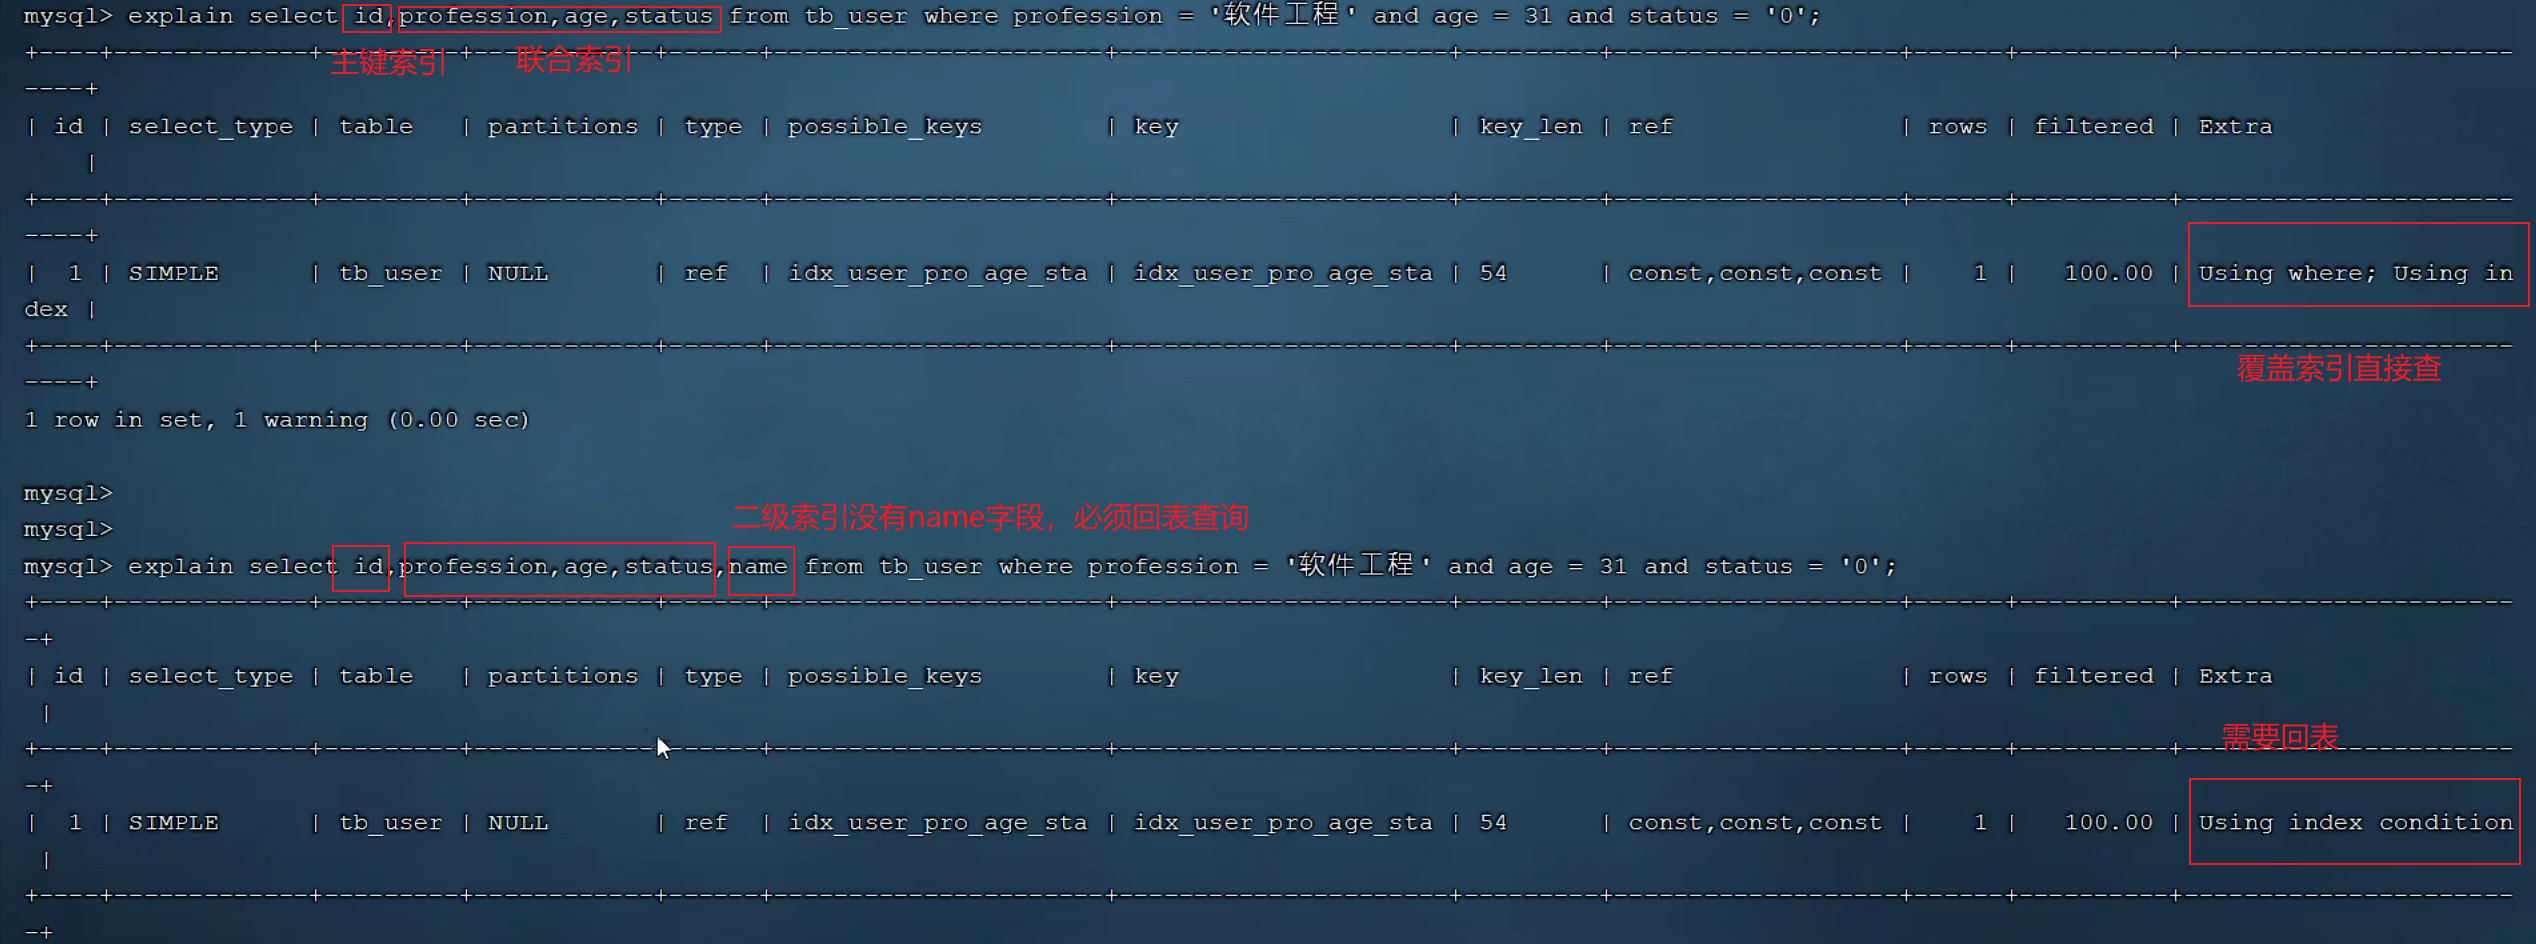 mysql> explain select id,profession,age,status from tb_user where profession = '软件工程' and age = 31 and status = '0';
+----+-------------+---------+------------+------+----------------------+----------------------+---------+-------------------+------+----------+----------------------
主键索引 联合索引
----+
| id | select_type | table   | partitions | type | possible_keys        | key                  | key_len | ref               | rows | filtered | Extra
    |
+----+-------------+---------+------------+------+----------------------+----------------------+---------+-------------------+------+----------+----------------------
----+
|  1 | SIMPLE      | tb_user | NULL       | ref  | idx_user_pro_age_sta | idx_user_pro_age_sta | 54      | const,const,const |    1 |   100.00 | Using where; Using in
dex |
+----+-------------+---------+------------+------+----------------------+----------------------+---------+-------------------+------+----------+----------------------
覆盖索引直接查
----+
1 row in set, 1 warning (0.00 sec)
mysql>
二级索引没有name字段，必须回表查询
mysql>
mysql> explain select id,profession,age,status,name from tb_user where profession = '软件工程' and age = 31 and status = '0';
+----+-------------+---------+------------+------+----------------------+----------------------+---------+-------------------+------+----------+----------------------
-+
| id | select_type | table   | partitions | type | possible_keys        | key                  | key_len | ref               | rows | filtered | Extra
 |
需要回表
+----+-------------+---------+------------+------+----------------------+----------------------+---------+-------------------+------+----------+----------------------
-+
|  1 | SIMPLE      | tb_user | NULL       | ref  | idx_user_pro_age_sta | idx_user_pro_age_sta | 54      | const,const,const |    1 |   100.00 | Using index condition
 |
+----+-------------+---------+------------+------+----------------------+----------------------+---------+-------------------+------+----------+----------------------
-+